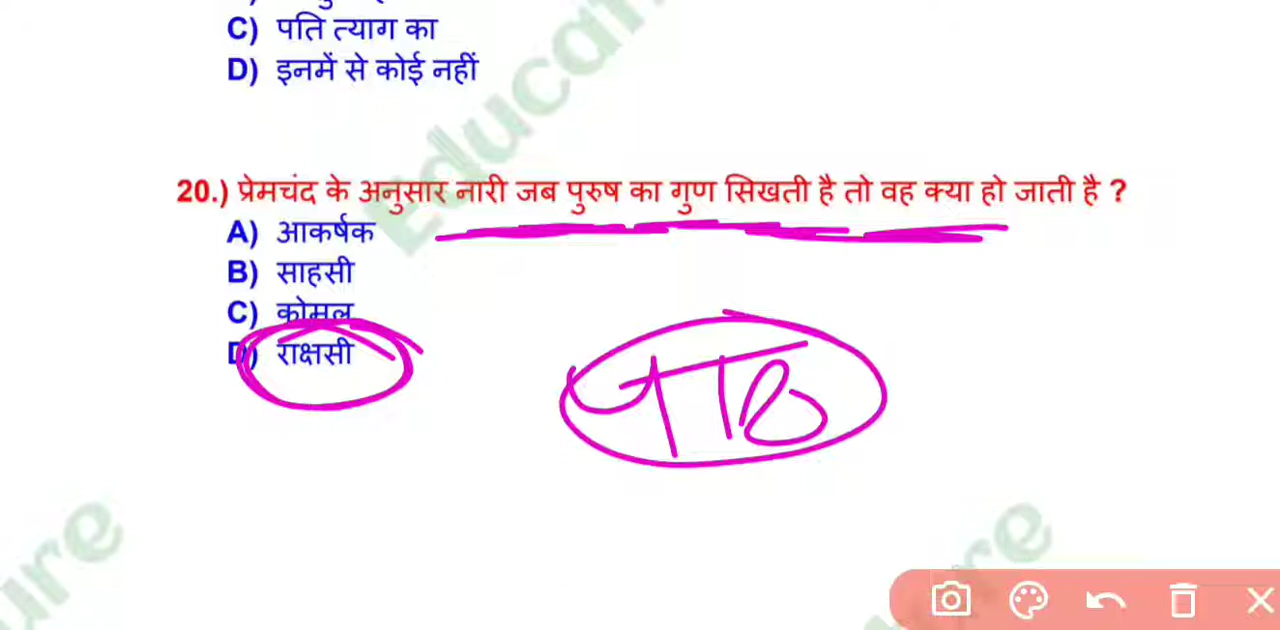 C) पति त्याग का
D) इनमें से कोई नहीं
20.) प्रेमचंद के अनुसार नारी जब पुरुष का गुण सिखती है तो वह क्या हो जाती है ?
A) आकर्षक
B) साहसी
C) कोमल
D) राक्षसी
पाठ